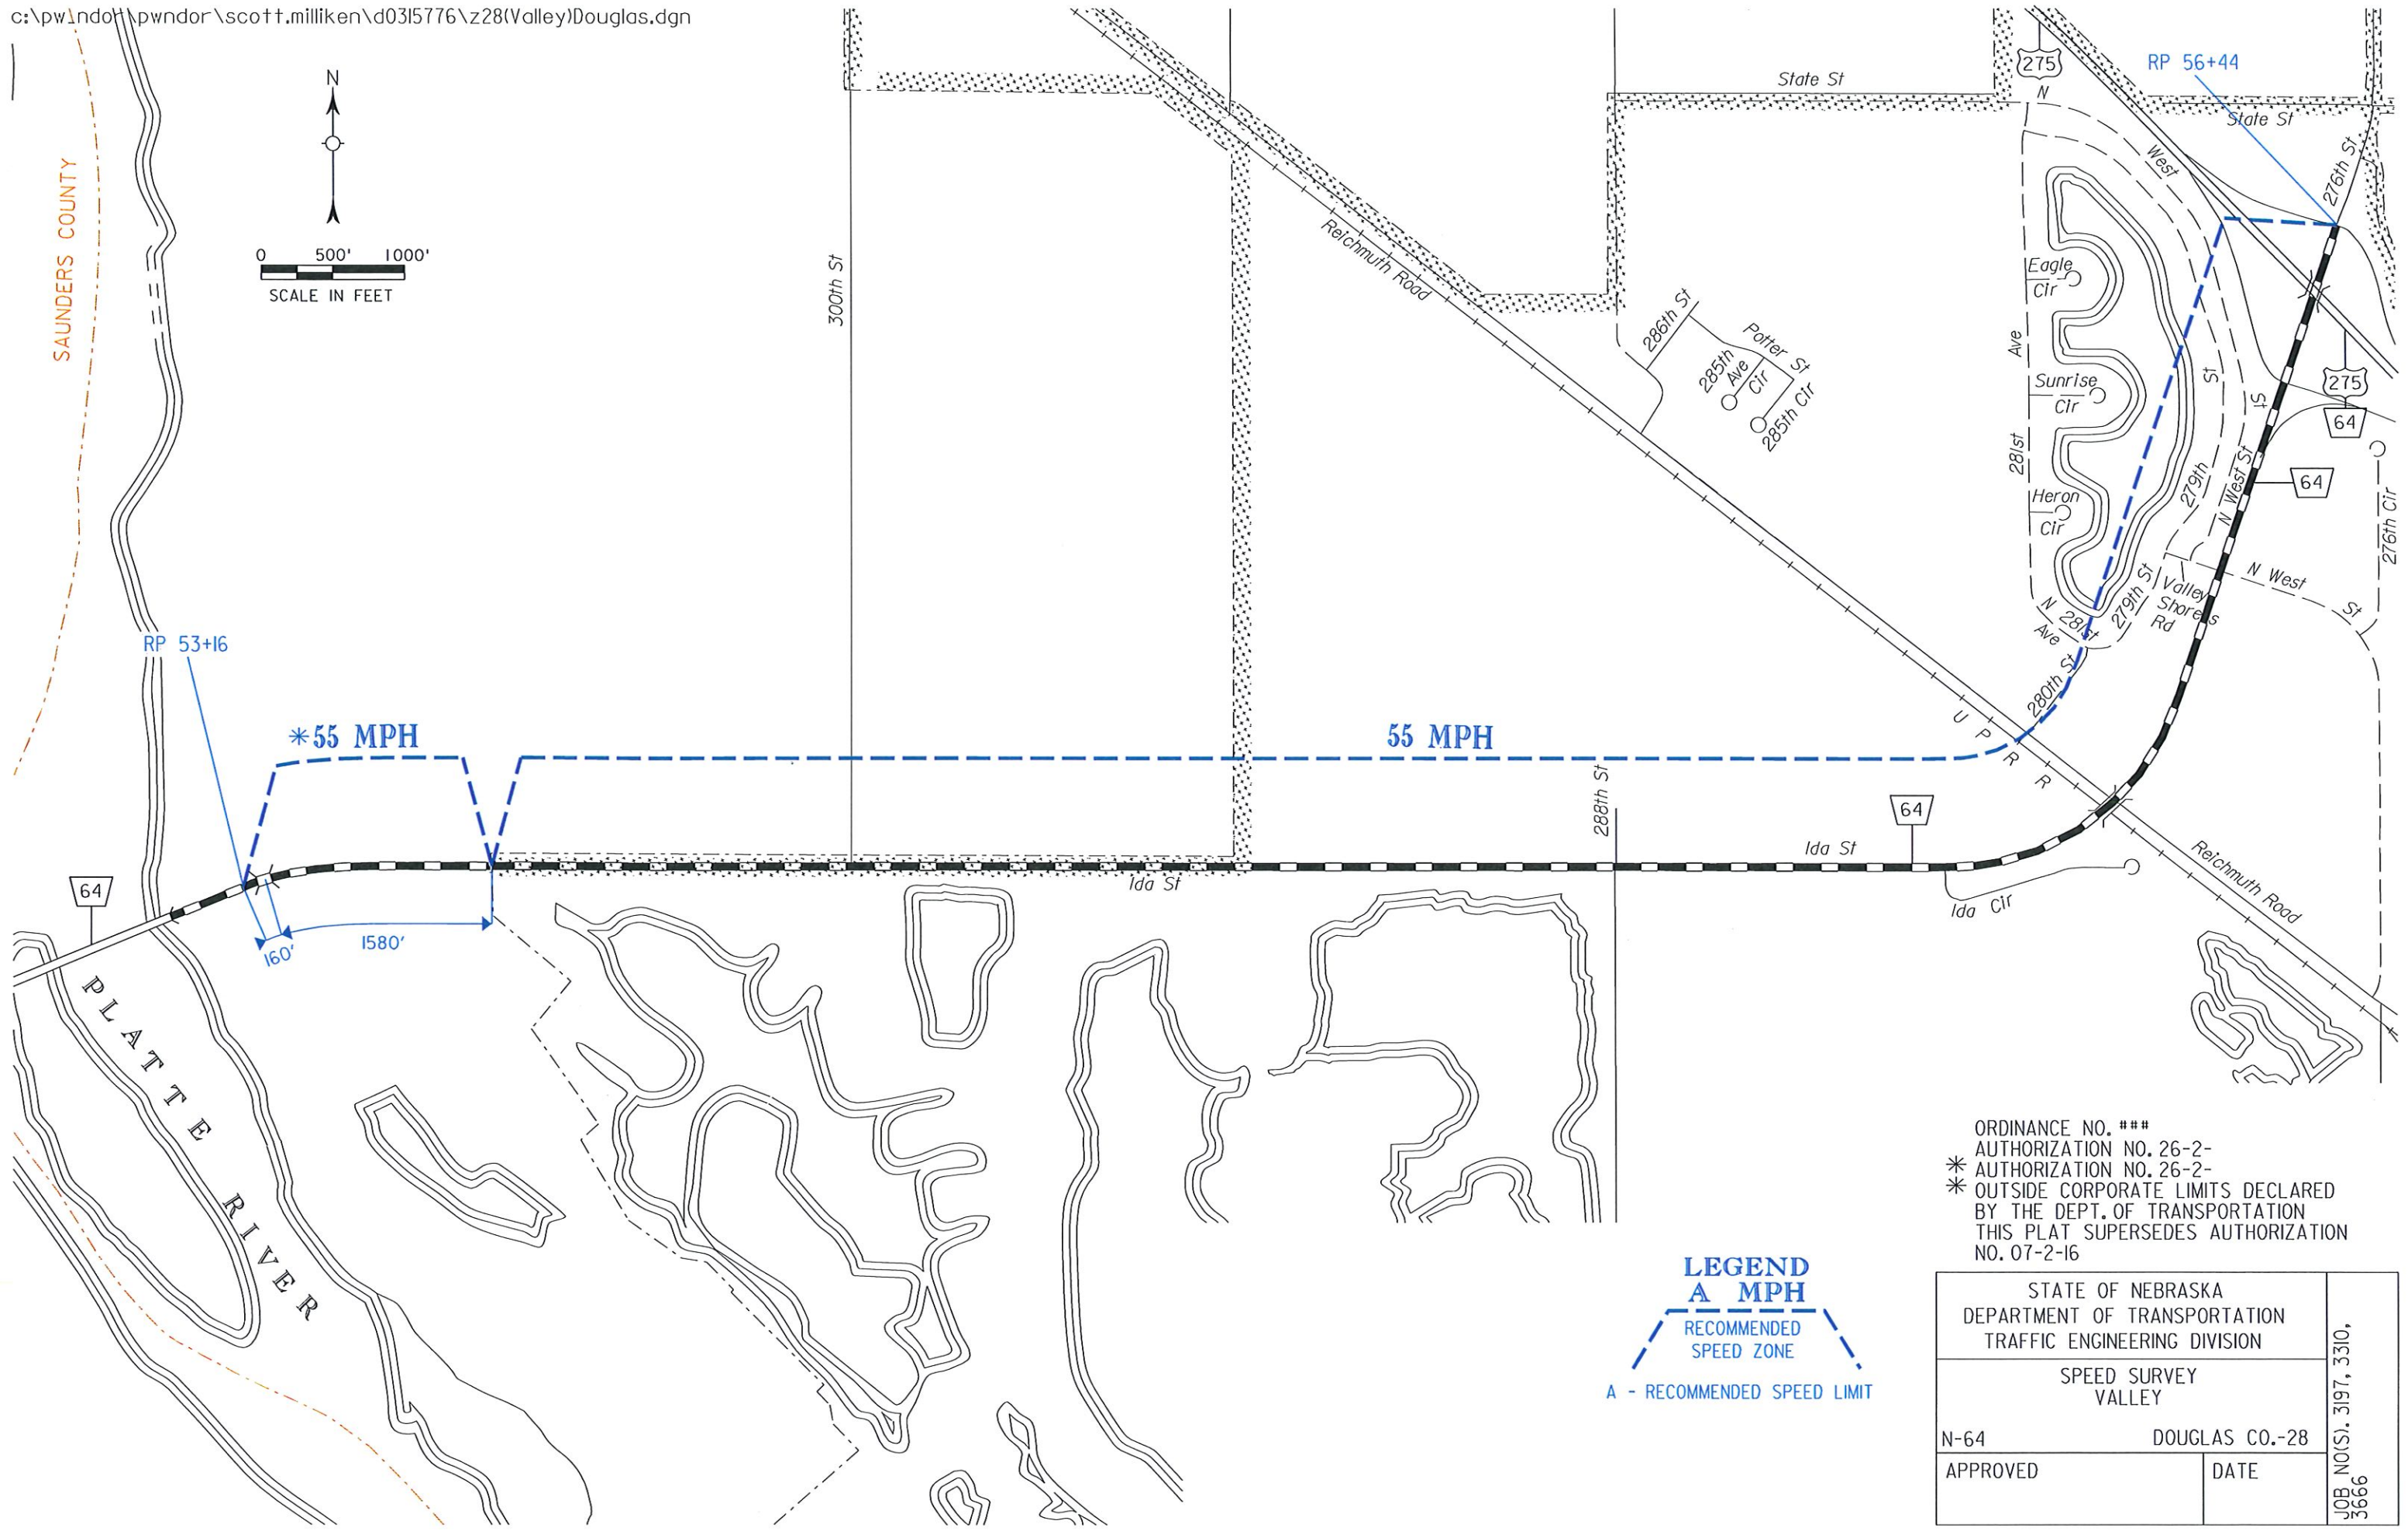 c:\pw_ndor\pwndor\scott.milliken\d0315776\z28(Valley)Douglas.dgn
275
RP 56+44
State St
N
State St
N
West
276th St
SAUNDERS COUNTY
0 500' 1000'
SCALE IN FEET
300th St
Reichmuth Road
Eagle
Cir
286th St
Potter St
285th
Ave
Cir
285th Cir
Ave
281st
Sunrise
Cir
St
St
275
64
Heron
Cir
279th
N West St
64
276th Cir
N West
St
279th St
Valley
Shores
Rd
N 281st
Ave
280th St
RP 53+16
*55 MPH
55 MPH
U P R R
288th St
64
Ida St
Reichmuth Road
64
Ida St
Ida Cir
160'
1580'
PLATTE RIVER
ORDINANCE NO. ###
AUTHORIZATION NO. 26-2-
* AUTHORIZATION NO. 26-2-
* OUTSIDE CORPORATE LIMITS DECLARED
BY THE DEPT. OF TRANSPORTATION
THIS PLAT SUPERSEDES AUTHORIZATION
NO. 07-2-16
LEGEND
A MPH
RECOMMENDED
SPEED ZONE
A - RECOMMENDED SPEED LIMIT
STATE OF NEBRASKA
DEPARTMENT OF TRANSPORTATION
TRAFFIC ENGINEERING DIVISION
SPEED SURVEY
VALLEY
N-64 DOUGLAS CO.-28
APPROVED
DATE
JOB NO(S). 3197, 3310,
3666